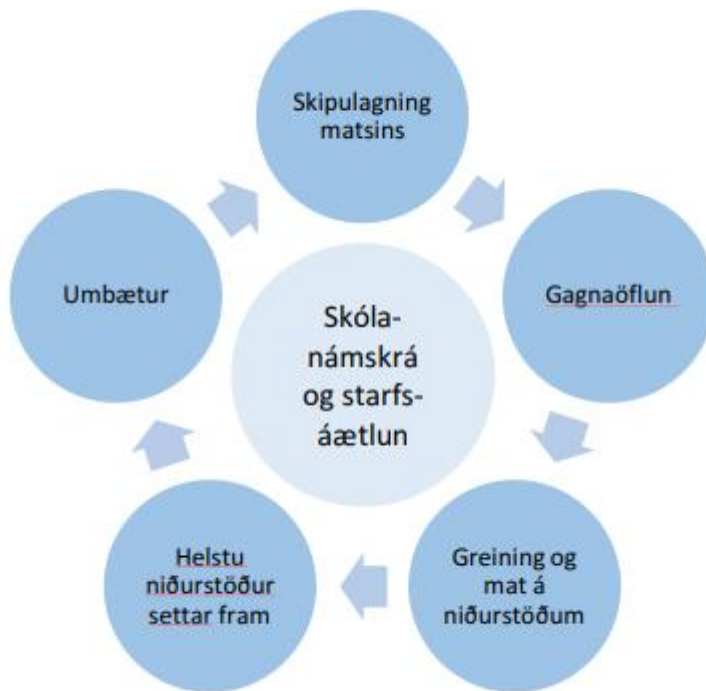 Skipulagning
matsins
Gagnaöflun
Greining og
mat á
niðurstöðum
Helstu
niðurstöður
settar fram
Umbætur
Skóla-
námskrá
og starfs-
áætlun